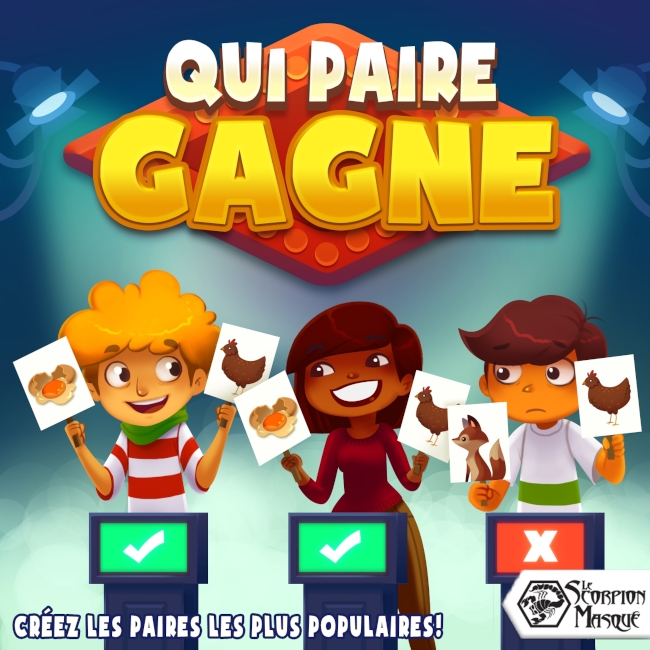 QUI PAIRE
GAGNE
CRÉEZ LES PAIRES LES PLUS POPULAIRES!
LE
SCORPION
MASQUÉ